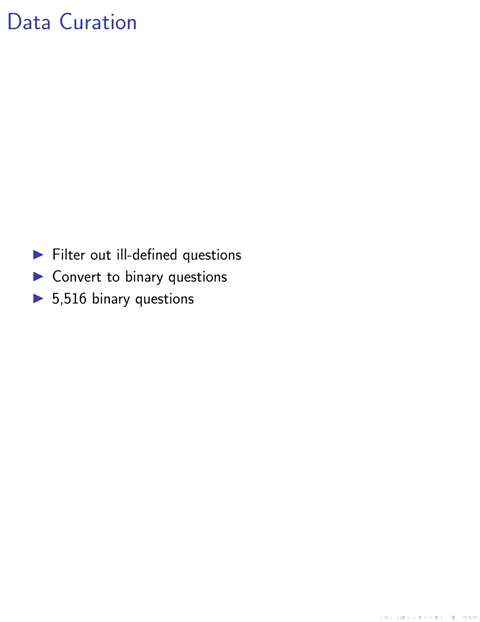 Data Curation
Filter out ill-defined questions
Convert to binary questions
5,516 binary questions